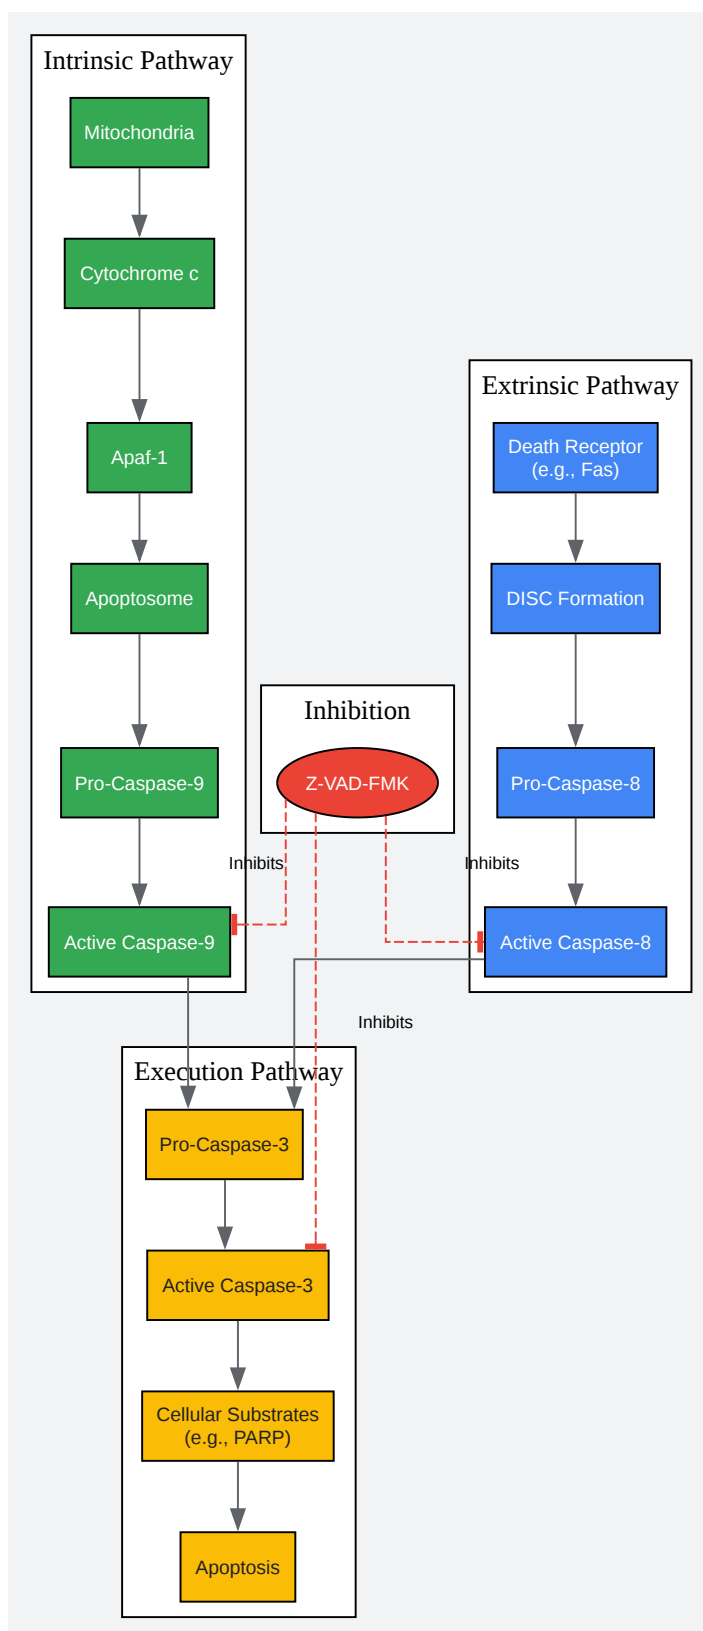 Intrinsic Pathway
Mitochondria
Cytochrome c
Apaf-1
Apoptosome
Pro-Caspase-9
Active Caspase-9
Extrinsic Pathway
Death Receptor
(e.g., Fas)
DISC Formation
Pro-Caspase-8
Active Caspase-8
Inhibition
Z-VAD-FMK
Inhibits
Inhibits
Inhibits
Execution Pathway
Pro-Caspase-3
Active Caspase-3
Cellular Substrates
(e.g., PARP)
Apoptosis